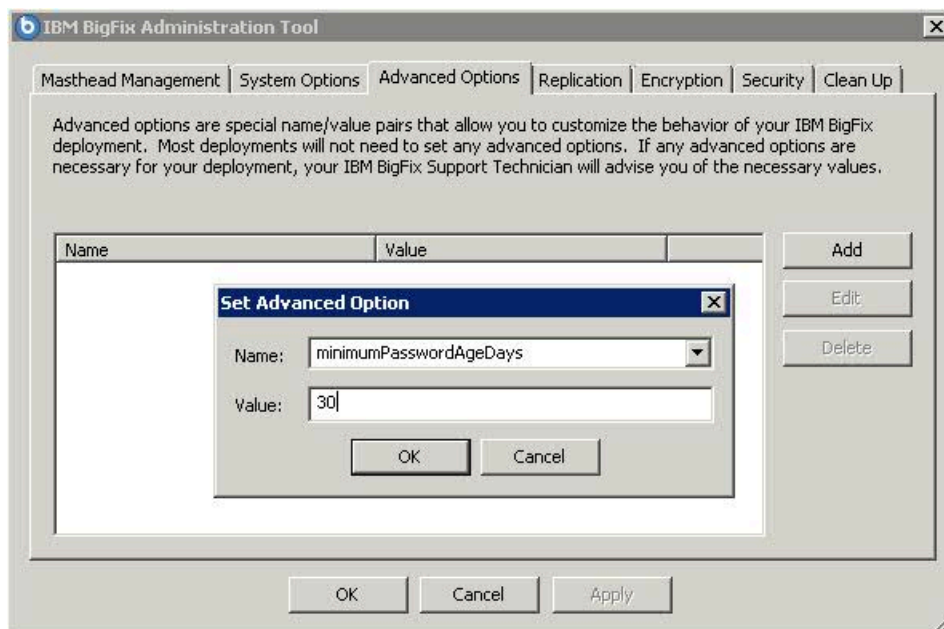 IBM BigFix Administration Tool
Masthead Management
System Options
Advanced Options
Replication
Encryption
Security
Clean Up
Advanced options are special name/value pairs that allow you to customize the behavior of your IBM BigFix
deployment.  Most deployments will not need to set any advanced options.  If any advanced options are
necessary for your deployment, your IBM BigFix Support Technician will advise you of the necessary values.
Name
Value
Add
Edit
Delete
Set Advanced Option
Name:
minimumPasswordAgeDays
Value:
30
OK
Cancel
OK
Cancel
Apply